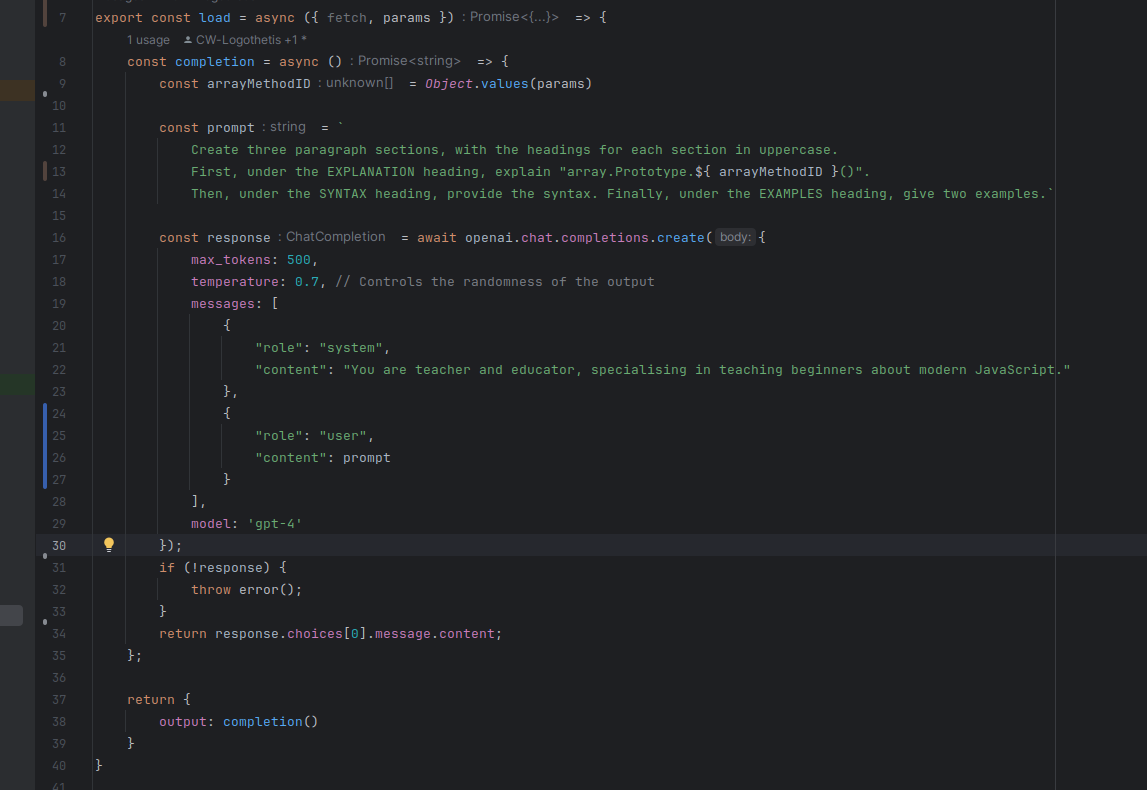 7 export const load = async ({ fetch, params }) : Promise<{...}> => {
1 usage CW-Logothetis +1 *
8 const completion = async () : Promise<string> => {
9 const arrayMethodID : unknown[] = Object.values(params)
10
11 const prompt : string = `
12 Create three paragraph sections, with the headings for each section in uppercase.
13 First, under the EXPLANATION heading, explain "array.Prototype.${ arrayMethodID }()".
14 Then, under the SYNTAX heading, provide the syntax. Finally, under the EXAMPLES heading, give two examples.`
15
16 const response : ChatCompletion = await openai.chat.completions.create( body: {
17 max_tokens: 500,
18 temperature: 0.7, // Controls the randomness of the output
19 messages: [
20 {
21 "role": "system",
22 "content": "You are teacher and educator, specialising in teaching beginners about modern JavaScript."
23 },
24 {
25 "role": "user",
26 "content": prompt
27 }
28 ],
29 model: 'gpt-4'
30 });
31 if (!response) {
32 throw error();
33 }
34 return response.choices[0].message.content;
35 };
36
37 return {
38 output: completion()
39 }
40 }
41